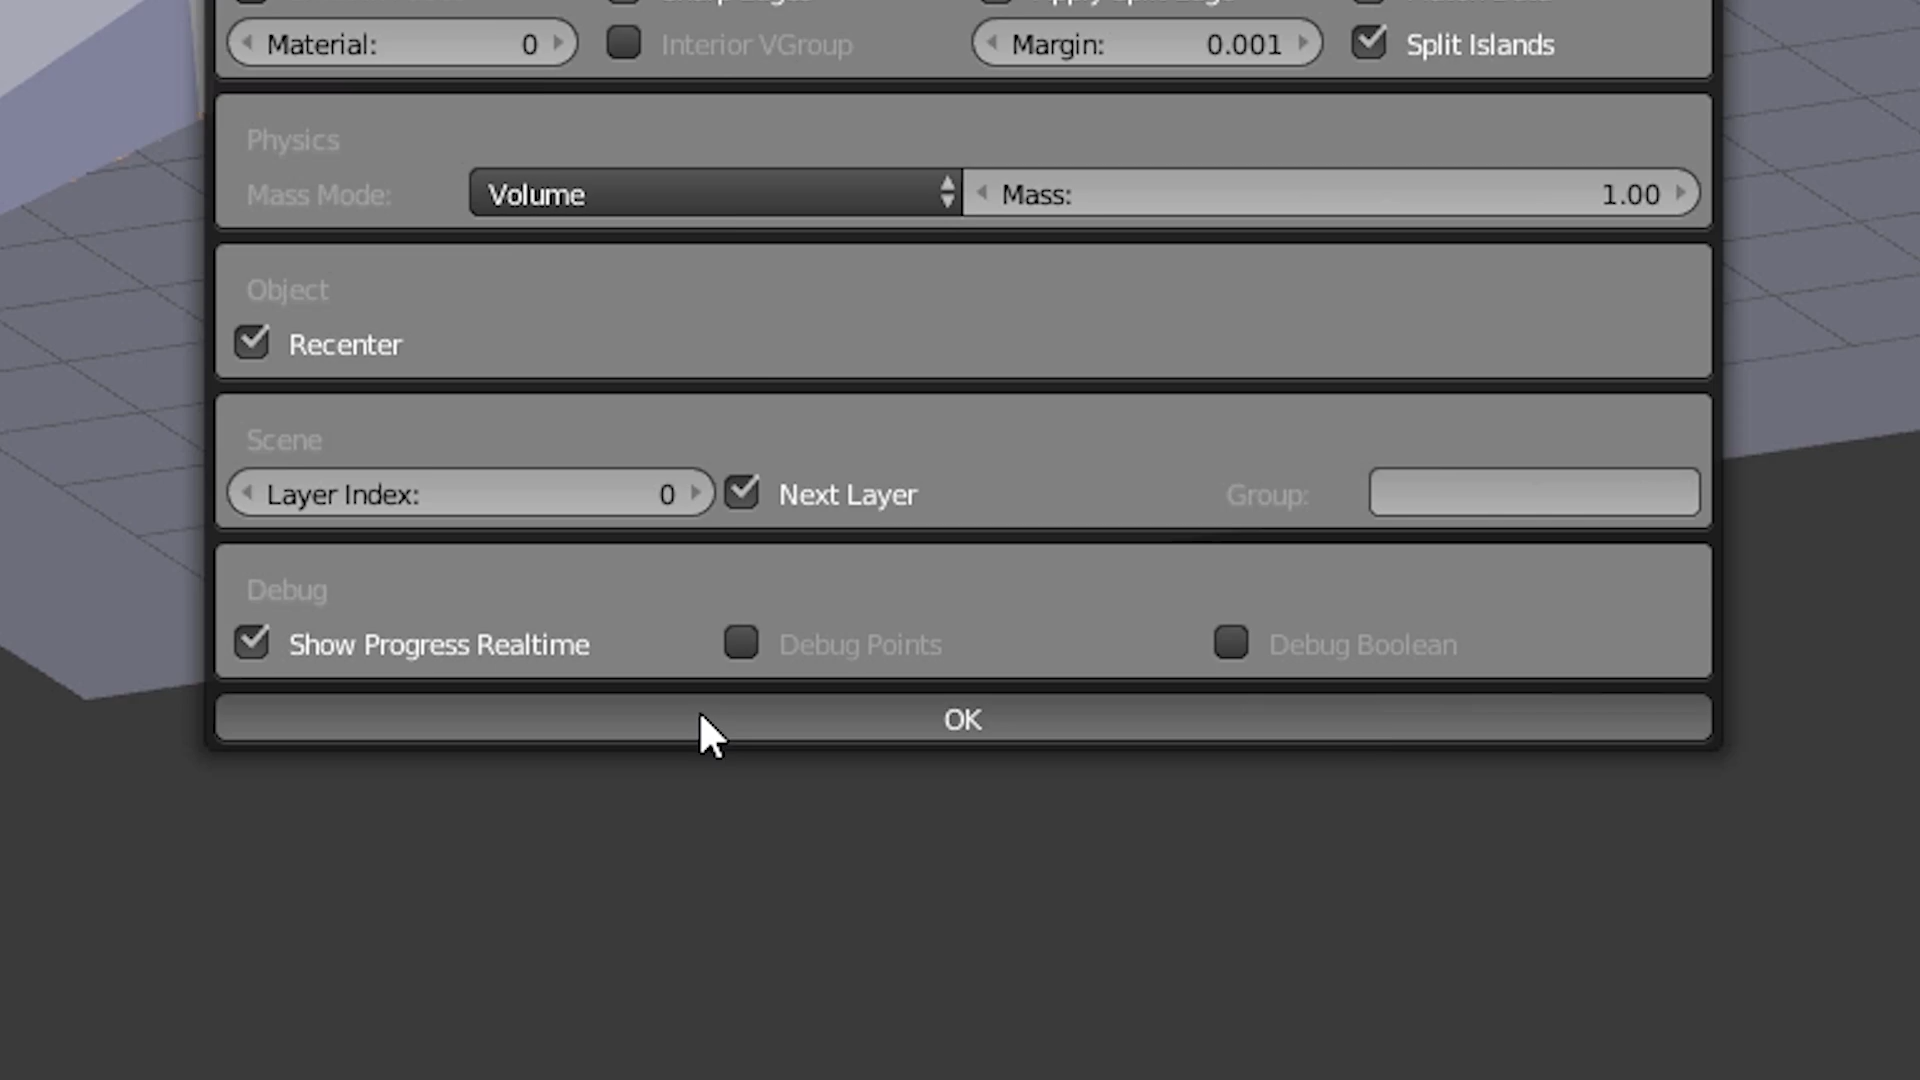 Material: 0 Interior VGroup Margin: 0.001 Split Islands
Physics
Mass Mode: Volume Mass: 1.00
Object
Recenter
Scene
Layer Index: 0 Next Layer Group:
Debug
Show Progress Realtime Debug Points Debug Boolean
OK